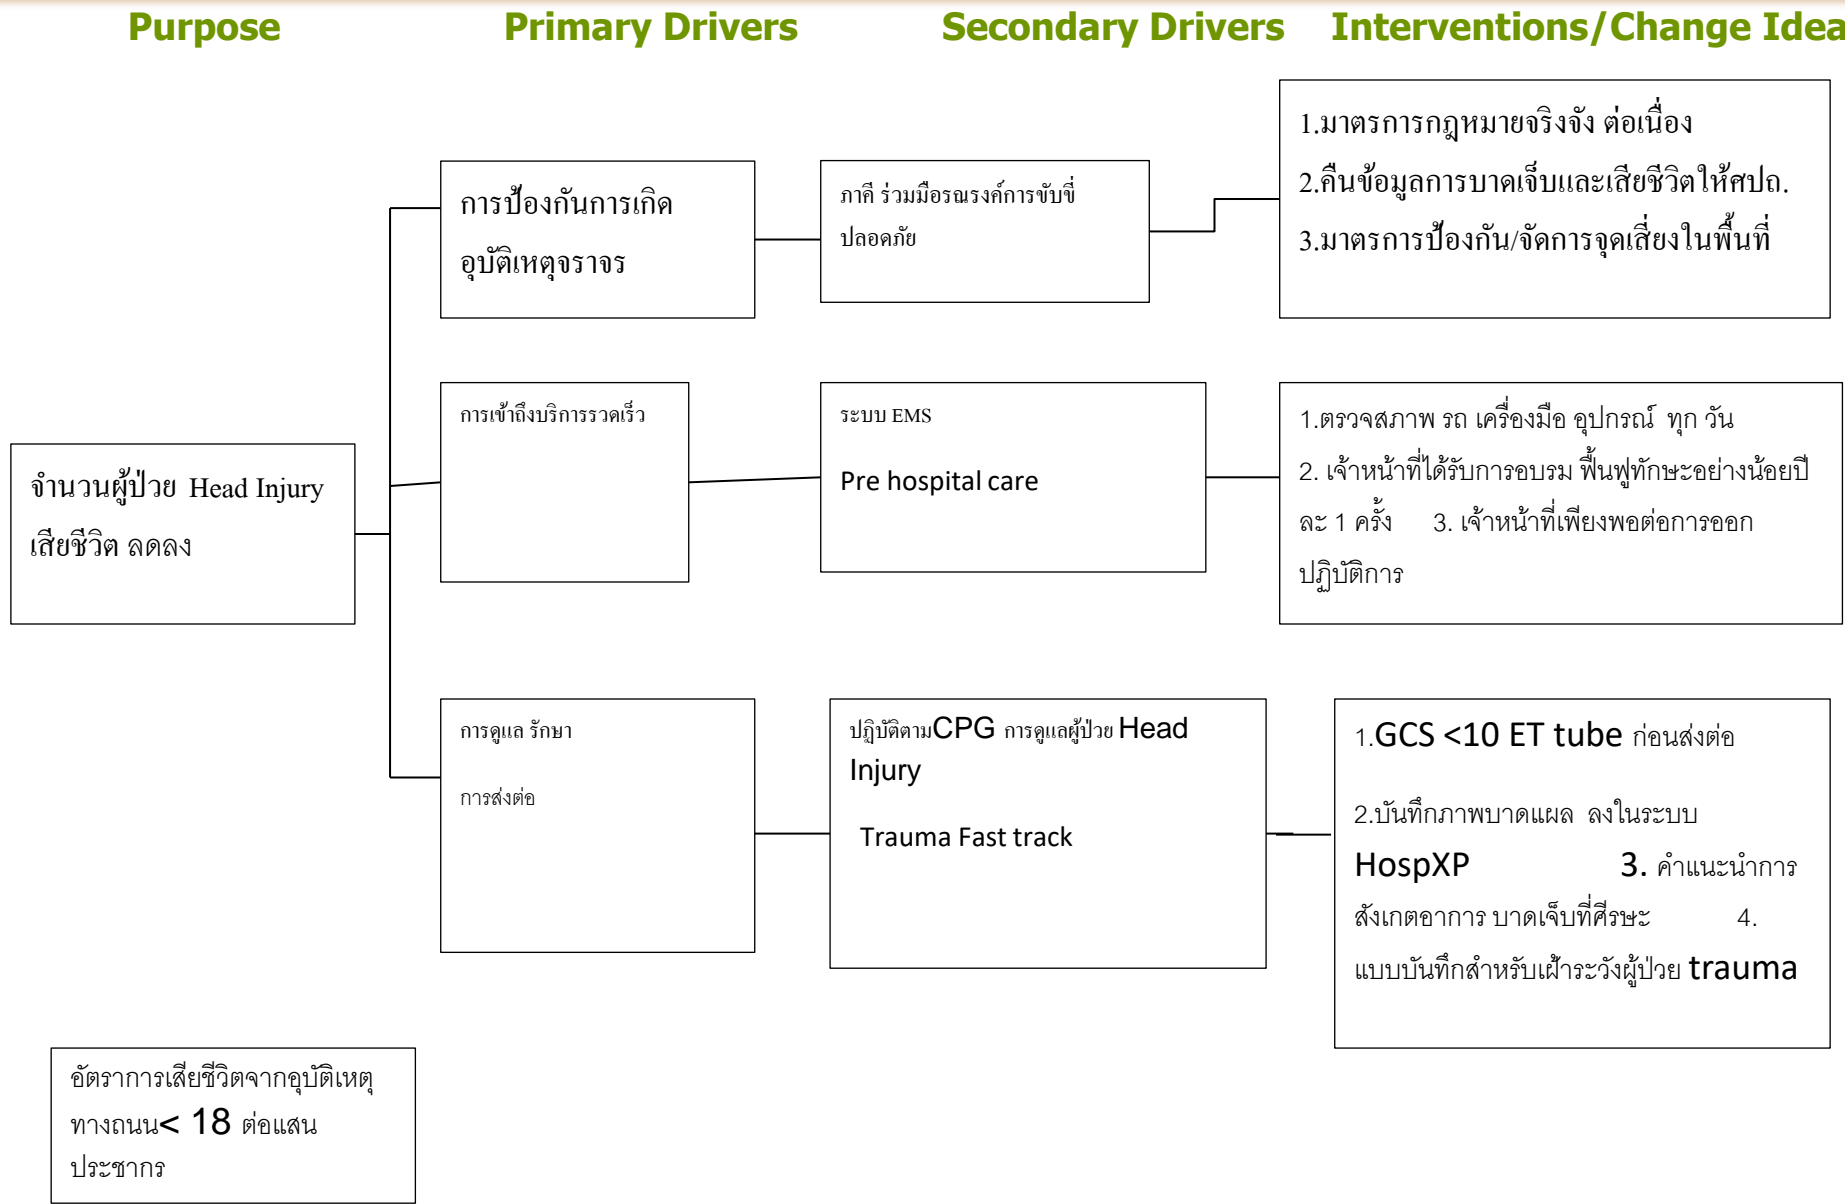 Purpose
Primary Drivers
Secondary Drivers
Interventions/Change Idea
จำนวนผู้ป่วย Head Injury
เสียชีวิต ลดลง
การป้องกันการเกิด
อุบัติเหตุจราจร
ภาคี ร่วมมือรณรงค์การขับขี่
ปลอดภัย
1.มาตรการกฎหมายจริงจัง ต่อเนื่อง
2.คืนข้อมูลการบาดเจ็บและเสียชีวิตให้ศปถ.
3.มาตรการป้องกัน/จัดการจุดเสี่ยงในพื้นที่
การเข้าถึงบริการรวดเร็ว
ระบบ EMS
Pre hospital care
1.ตรวจสภาพ รถ เครื่องมือ อุปกรณ์ ทุก วัน
2. เจ้าหน้าที่ได้รับการอบรม ฟื้นฟูทักษะอย่างน้อยปี
ละ 1 ครั้ง 3. เจ้าหน้าที่เพียงพอต่อการออก
ปฏิบัติการ
การดูแล รักษา
การส่งต่อ
ปฏิบัติตามCPG การดูแลผู้ป่วย Head
Injury
Trauma Fast track
1.GCS <10 ET tube ก่อนส่งต่อ
2.บันทึกภาพบาดแผล ลงในระบบ
HospXP 3. คำแนะนำการ
สังเกตอาการ บาดเจ็บที่ศีรษะ 4.
แบบบันทึกสำหรับเฝ้าระวังผู้ป่วย trauma
อัตราการเสียชีวิตจากอุบัติเหตุ
ทางถนน< 18 ต่อแสน
ประชากร